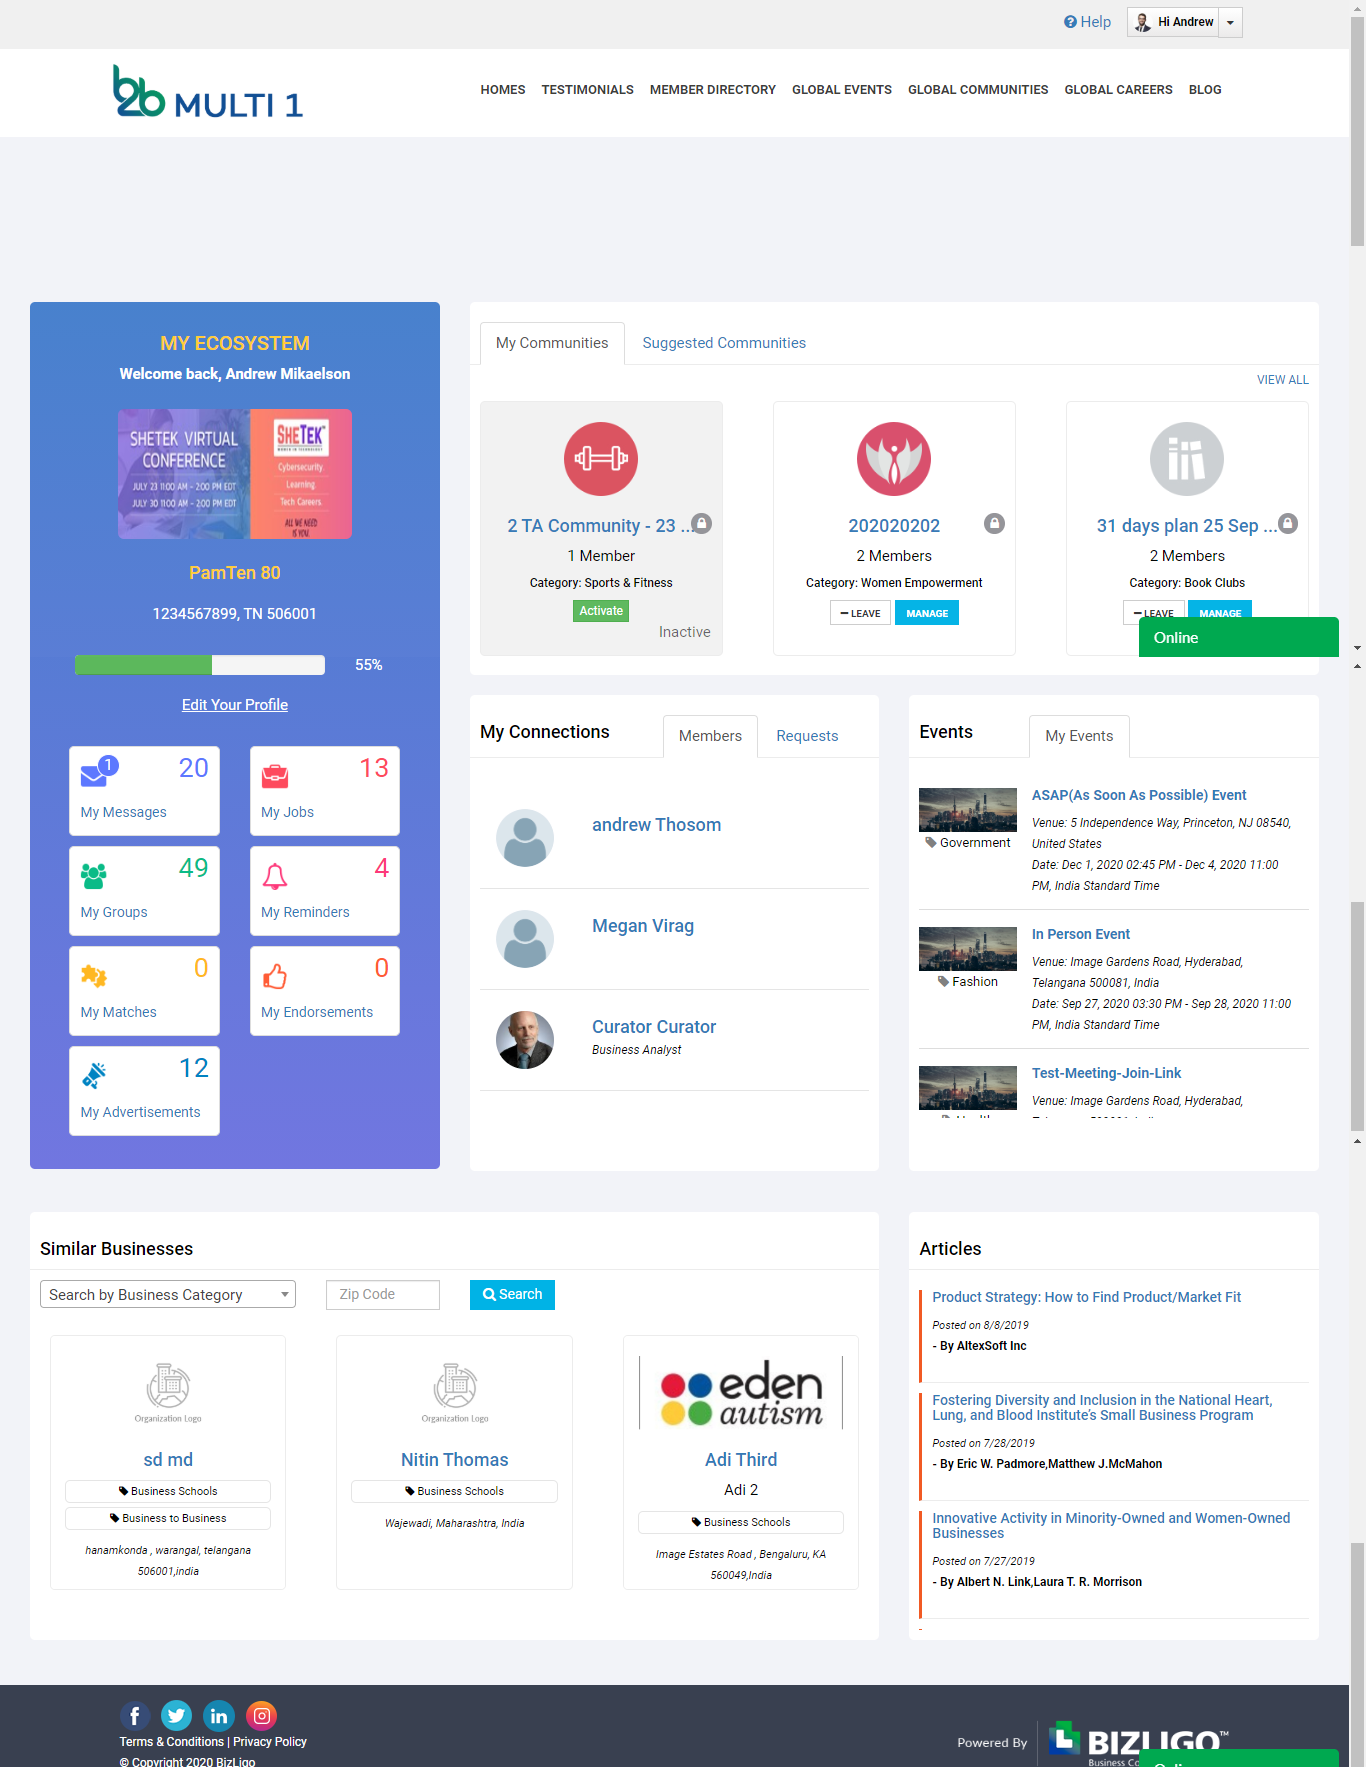 Help
Hi Andrew
b2b MULTI 1
HOMES TESTIMONIALS MEMBER DIRECTORY GLOBAL EVENTS GLOBAL COMMUNITIES GLOBAL CAREERS BLOG
MY ECOSYSTEM
Welcome back, Andrew Mikaelson
SHETEK VIRTUAL
CONFERENCE
JULY 23 11:00 AM - 2:00 PM EDT
JULY 30 11:00 AM - 2:00 PM EDT
SHETEK
Cybersecurity
Learning
Tech Careers
ALL WE NEED
IS YOU
PamTen 80
1234567899, TN 506001
55%
Edit Your Profile
1
20
My Messages
13
My Jobs
49
My Groups
4
My Reminders
0
My Matches
0
My Endorsements
12
My Advertisements
My Communities
Suggested Communities
VIEW ALL
2 TA Community - 23 ...
1 Member
Category: Sports & Fitness
Activate
Inactive
202020202
2 Members
Category: Women Empowerment
LEAVE
MANAGE
31 days plan 25 Sep ...
2 Members
Category: Book Clubs
LEAVE
MANAGE
Online
My Connections
Members
Requests
andrew Thosom
Megan Virag
Curator Curator
Business Analyst
Events
My Events
ASAP(As Soon As Possible) Event
Venue: 5 Independence Way, Princeton, NJ 08540,
United States
Date: Dec 1, 2020 02:45 PM - Dec 4, 2020 11:00
PM, India Standard Time
Government
In Person Event
Venue: Image Gardens Road, Hyderabad,
Telangana 500081, India
Date: Sep 27, 2020 03:30 PM - Sep 28, 2020 11:00
PM, India Standard Time
Fashion
Test-Meeting-Join-Link
Venue: Image Gardens Road, Hyderabad,
Similar Businesses
Search by Business Category
Zip Code
Search
Organization Logo
sd md
Business Schools
Business to Business
hanamkonda , warangal, telangana
506001,india
Organization Logo
Nitin Thomas
Business Schools
Wajewadi, Maharashtra, India
eden
autism
Adi Third
Adi 2
Business Schools
Image Estates Road , Bengaluru, KA
560049,India
Articles
Product Strategy: How to Find Product/Market Fit
Posted on 8/8/2019
- By AltexSoft Inc
Fostering Diversity and Inclusion in the National Heart,
Lung, and Blood Institute's Small Business Program
Posted on 7/28/2019
- By Eric W. Padmore,Matthew J.McMahon
Innovative Activity in Minority-Owned and Women-Owned
Businesses
Posted on 7/27/2019
- By Albert N. Link,Laura T. R. Morrison
Terms & Conditions | Privacy Policy
© Copyright 2020 BizLigo
Powered By
BIZLIGO™
Business
Online